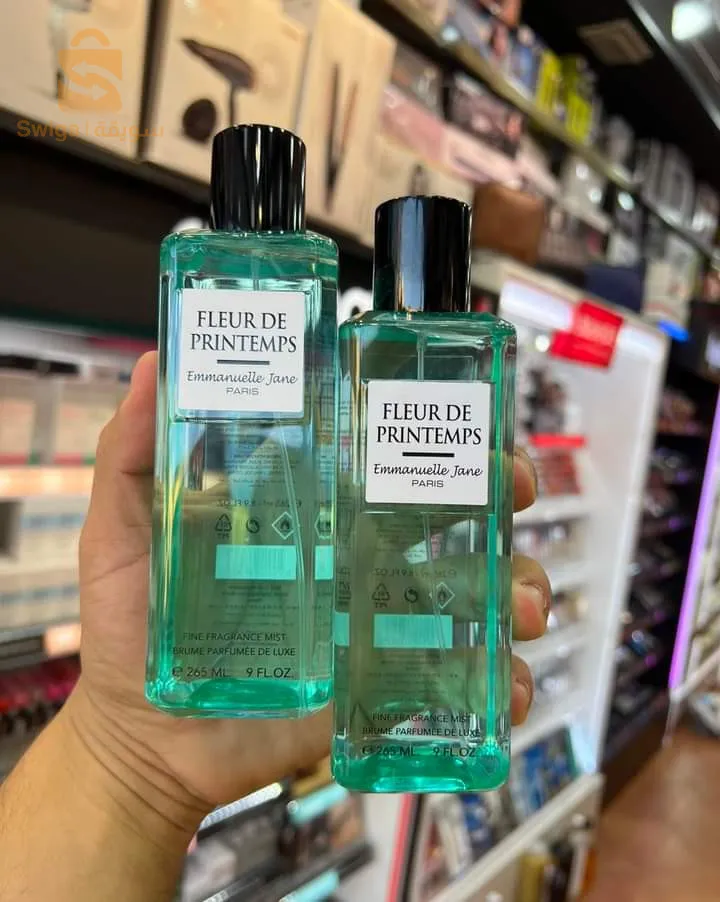 Swiqa سويقة
FLEUR DE
PRINTEMPS
Emmanuelle Jane
PARIS
FINE FRAGRANCE MIST
BRUME PARFUMÉE DE LUXE
e 265 ML 9 FL.OZ.
FLEUR DE
PRINTEMPS
Emmanuelle Jane
PARIS
FINE FRAGRANCE MIST
BRUME PARFUMÉE DE LUXE
e 265 ML 9 FL.OZ.